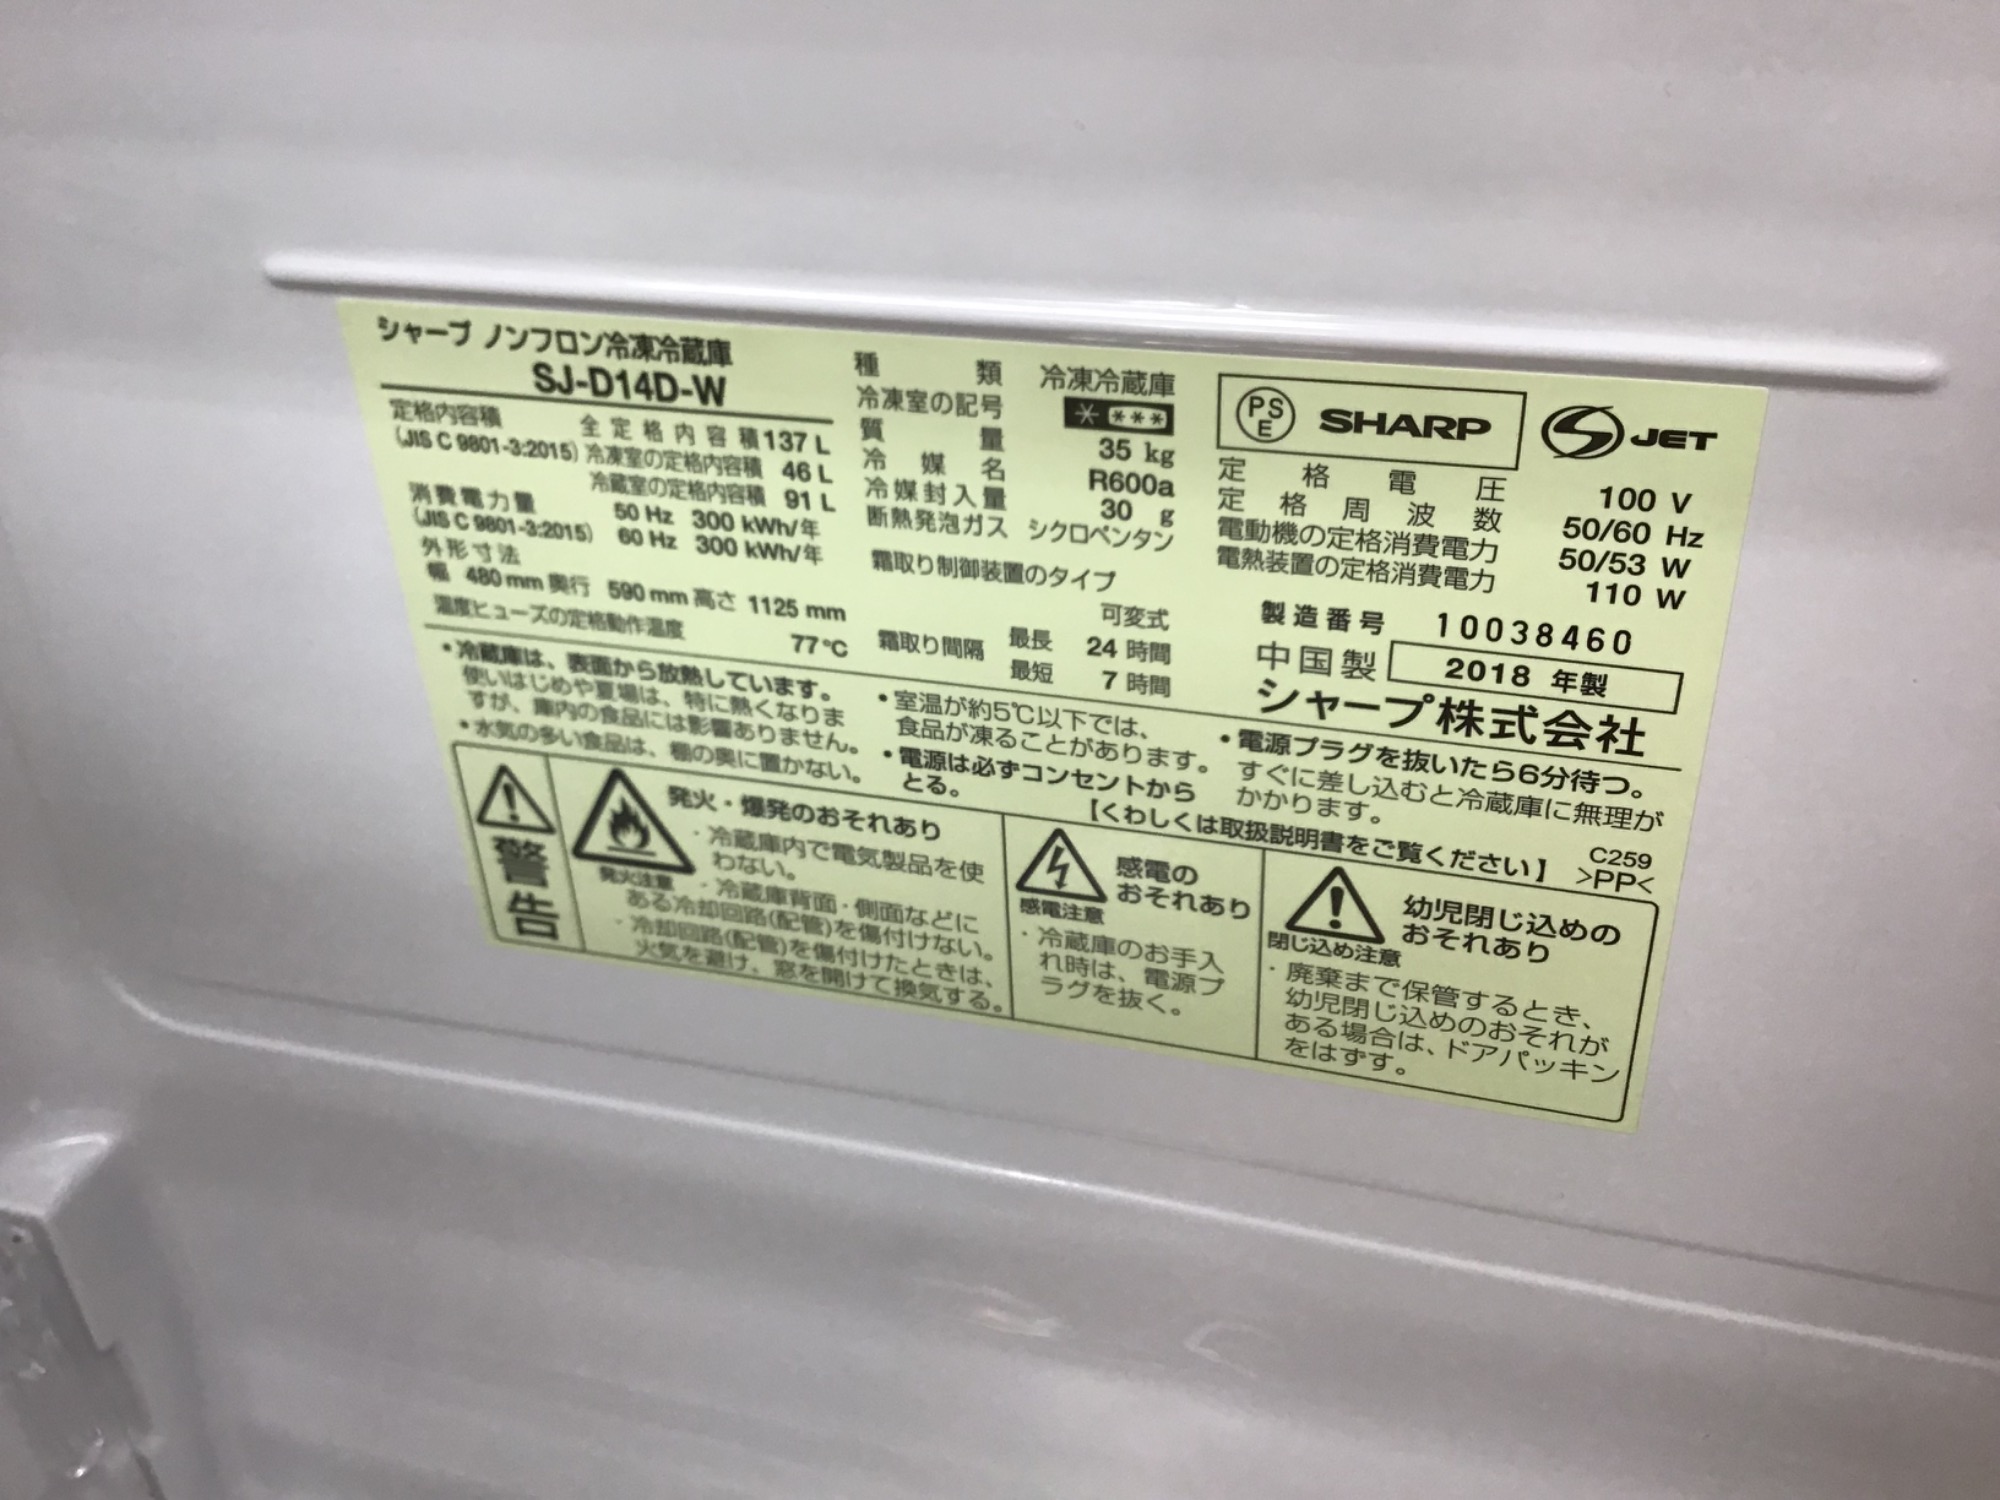 シャープ ノンフロン冷凍冷蔵庫
SJ-D14D-W
定格内容積 全定格内容積 137 L
(JIS C 9801-3:2015) 冷凍室の定格内容積 46 L
冷蔵室の定格内容積 91 L
消費電力量 50 Hz 300 kWh/年
(JIS C 9801-3:2015) 60 Hz 300 kWh/年
外形寸法
幅 480 mm 奥行 590 mm 高さ 1125 mm
温度ヒューズの定格動作温度 77℃
種類 冷凍冷蔵庫
冷凍室の記号 * ***
質量 35 kg
冷媒名 R600a
冷媒封入量 30 g
断熱発泡ガス シクロペンタン
霜取り制御装置のタイプ
可変式
霜取り間隔 最長 24 時間
最短 7 時間
PSE SHARP JET
定格電圧 100 V
定格周波数 50/60 Hz
電動機の定格消費電力 50/53 W
電熱装置の定格消費電力 110 W
製造番号 10038460
中国製 2018 年製
シャープ株式会社
・冷蔵庫は、表面から放熱しています。
使いはじめや夏場は、特に熱くなりま
すが、庫内の食品には影響ありません。
・水気の多い食品は、棚の奥に置かない。
・室温が約5℃以下では、
食品が凍ることがあります。
・電源は必ずコンセントから
とる。
・電源プラグを抜いたら6分待つ。
すぐに差し込むと冷蔵庫に無理が
かかります。
【くわしくは取扱説明書をご覧ください】
C259
>PP<
警告
発火注意
発火・爆発のおそれあり
・冷蔵庫内で電気製品を使
わない。
・冷蔵庫背面・側面などに
ある冷却回路(配管)を傷付けない。
・冷却回路(配管)を傷付けたときは、
火気を避け、窓を開けて換気する。
感電注意
感電の
おそれあり
・冷蔵庫のお手入
れ時は、電源プ
ラグを抜く。
閉じ込め注意
幼児閉じ込めの
おそれあり
・廃棄まで保管するとき、
幼児閉じ込めのおそれが
ある場合は、ドアパッキン
をはずす。